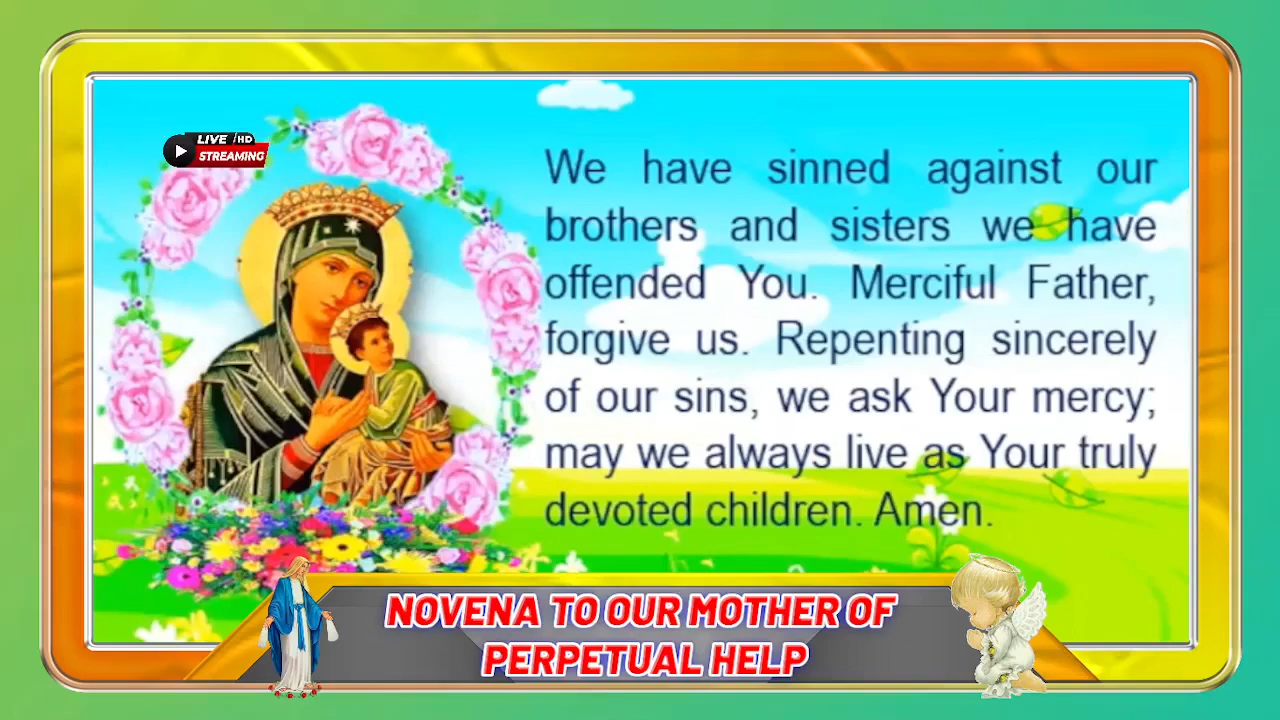 LIVE /HD
STREAMING
We have sinned against our
brothers and sisters we have
offended You. Merciful Father,
forgive us. Repenting sincerely
of our sins, we ask Your mercy;
may we always live as Your truly
devoted children. Amen.
NOVENA TO OUR MOTHER OF
PERPETUAL HELP